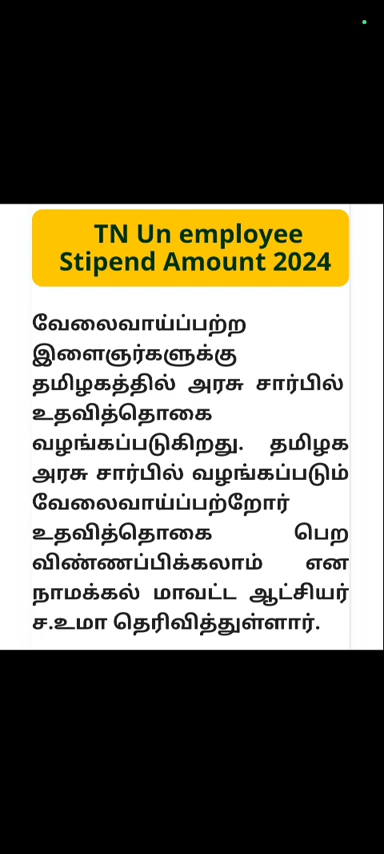 TN Un employee
Stipend Amount 2024
வேலைவாய்ப்பற்ற
இளைஞர்களுக்கு
தமிழகத்தில் அரசு சார்பில்
உதவித்தொகை
வழங்கப்படுகிறது. தமிழக
அரசு சார்பில் வழங்கப்படும்
வேலைவாய்ப்பற்றோர்
உதவித்தொகை பெற
விண்ணப்பிக்கலாம் என
நாமக்கல் மாவட்ட ஆட்சியர்
ச.உமா தெரிவித்துள்ளார்.